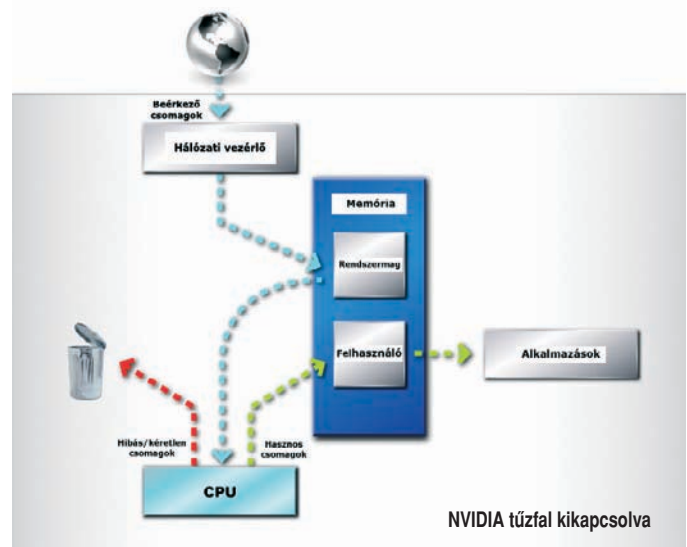 Beérkező
csomagok
Hálózati vezérlő
Memória
Rendszermag
Felhasználó
Alkalmazások
Hibás/kéretlen
csomagok
Hasznos
csomagok
CPU
NVIDIA tűzfal kikapcsolva